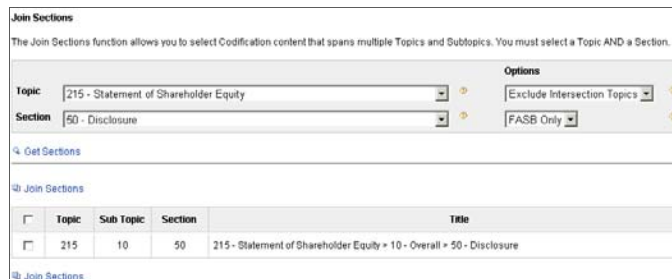 Join Sections
The Join Sections function allows you to select Codification content that spans multiple Topics and Subtopics. You must select a Topic AND a Section.
Options
Topic 215 - Statement of Shareholder Equity Exclude Intersection Topics
Section 50 - Disclosure FASB Only
Get Sections
Join Sections
Topic Sub Topic Section Title
215 10 50 215 - Statement of Shareholder Equity > 10 - Overall > 50 - Disclosure
Join Sections